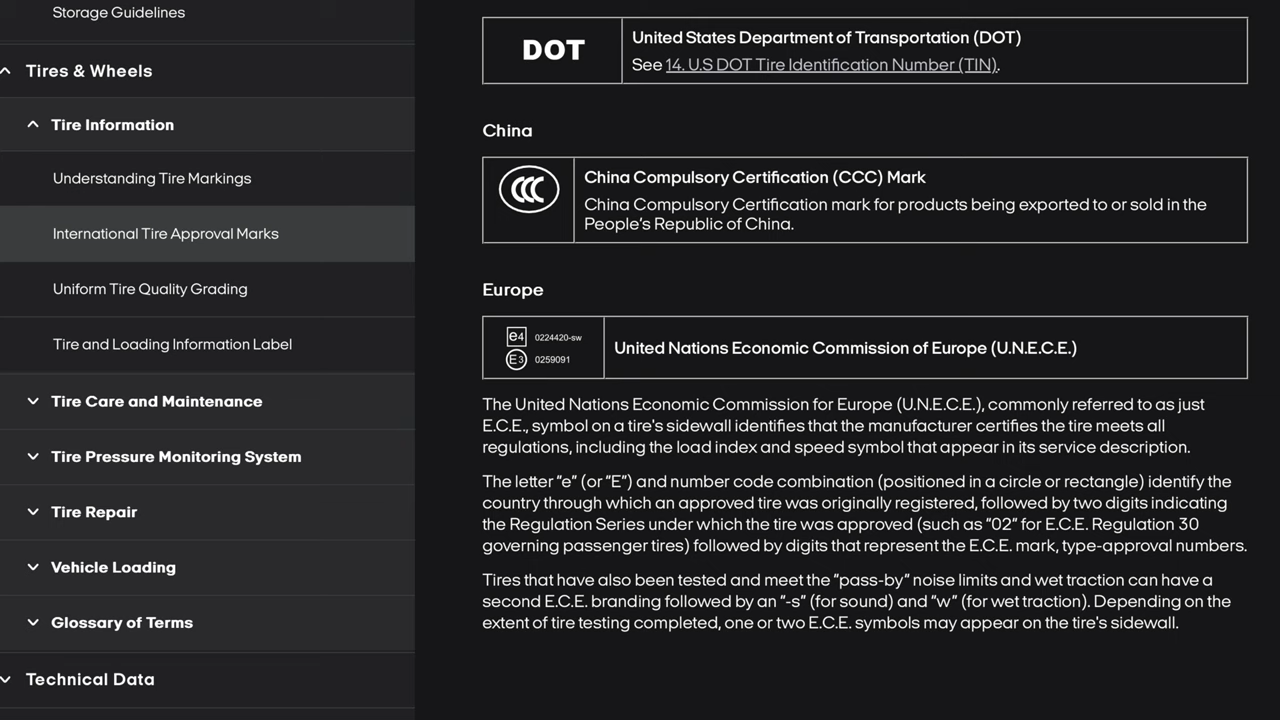 Storage Guidelines
Tires & Wheels
Tire Information
Understanding Tire Markings
International Tire Approval Marks
Uniform Tire Quality Grading
Tire and Loading Information Label
Tire Care and Maintenance
Tire Pressure Monitoring System
Tire Repair
Vehicle Loading
Glossary of Terms
Technical Data
DOT
United States Department of Transportation (DOT)
See 14. U.S DOT Tire Identification Number (TIN).
China
CCC
China Compulsory Certification (CCC) Mark
China Compulsory Certification mark for products being exported to or sold in the
People's Republic of China.
Europe
e4 0224420-sw
E3 0259091
United Nations Economic Commission of Europe (U.N.E.C.E.)
The United Nations Economic Commission for Europe (U.N.E.C.E.), commonly referred to as just
E.C.E., symbol on a tire's sidewall identifies that the manufacturer certifies the tire meets all
regulations, including the load index and speed symbol that appear in its service description.
The letter “e” (or “E”) and number code combination (positioned in a circle or rectangle) identify the
country through which an approved tire was originally registered, followed by two digits indicating
the Regulation Series under which the tire was approved (such as “02” for E.C.E. Regulation 30
governing passenger tires) followed by digits that represent the E.C.E. mark, type-approval numbers.
Tires that have also been tested and meet the “pass-by” noise limits and wet traction can have a
second E.C.E. branding followed by an “-s” (for sound) and “w” (for wet traction). Depending on the
extent of tire testing completed, one or two E.C.E. symbols may appear on the tire's sidewall.